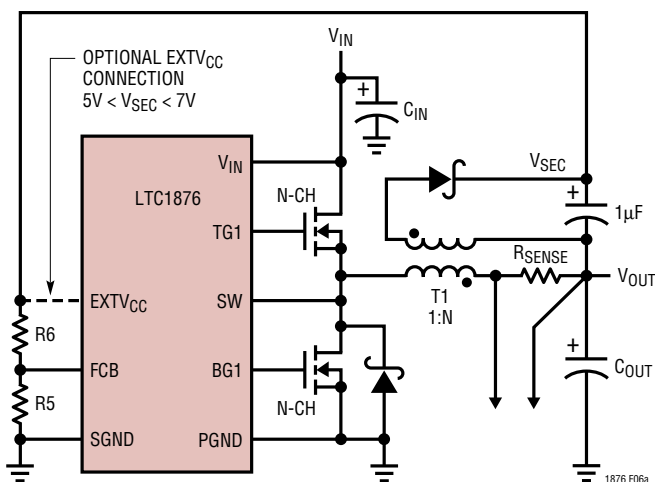 OPTIONAL EXTVCC
CONNECTION
5V < VSEC < 7V
VIN
+
CIN
LTC1876
VIN
TG1
SW
BG1
PGND
EXTVCC
FCB
SGND
R6
R5
N-CH
N-CH
VSEC
+
1μF
T1
1:N
RSENSE
VOUT
+
COUT
1876 F06a